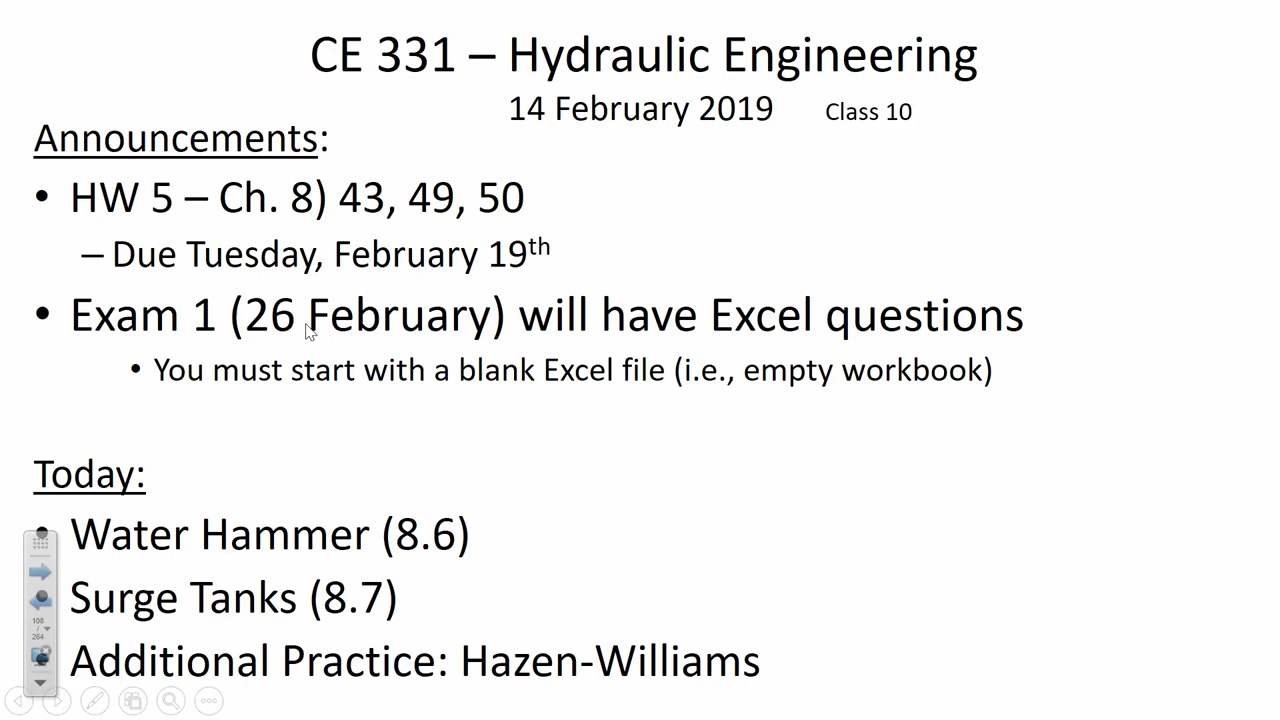 CE 331 – Hydraulic Engineering
14 February 2019 Class 10
Announcements:
• HW 5 – Ch. 8) 43, 49, 50
– Due Tuesday, February 19th
• Exam 1 (26 February) will have Excel questions
• You must start with a blank Excel file (i.e., empty workbook)
Today:
• Water Hammer (8.6)
Surge Tanks (8.7)
Additional Practice: Hazen-Williams
108
/
264